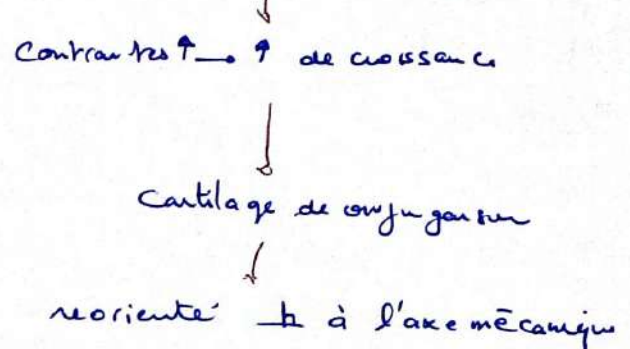 Contraintes ↑ → ↑ de croissance
Cartilage de conjugaison
réorienté ⊥ à l'axe mécanique